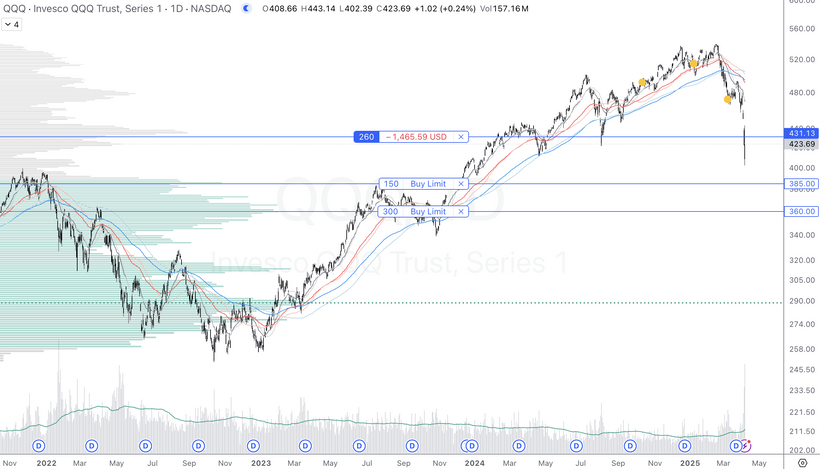 QQQ · Invesco QQQ Trust, Series 1 · 1D · NASDAQ O408.66 H443.14 L402.39 C423.69 +1.02 (+0.24%) Vol157.16M
4
560.00
520.00
480.00
260 −1,465.59 USD ×
431.13
423.69
400.00
QQQ
150 Buy Limit ×
385.00
300 Buy Limit ×
360.00
340.00
Invesco QQQ Trust, Series 1
320.00
305.00
290.00
274.00
258.00
245.50
233.50
221.50
211.50
202.00
D D D D D D D D D D D D D D
Nov 2022 Mar May Jul Sep Nov 2023 Mar May Jul Sep Nov 2024 Mar May Jul Sep Nov 2025 Mar May